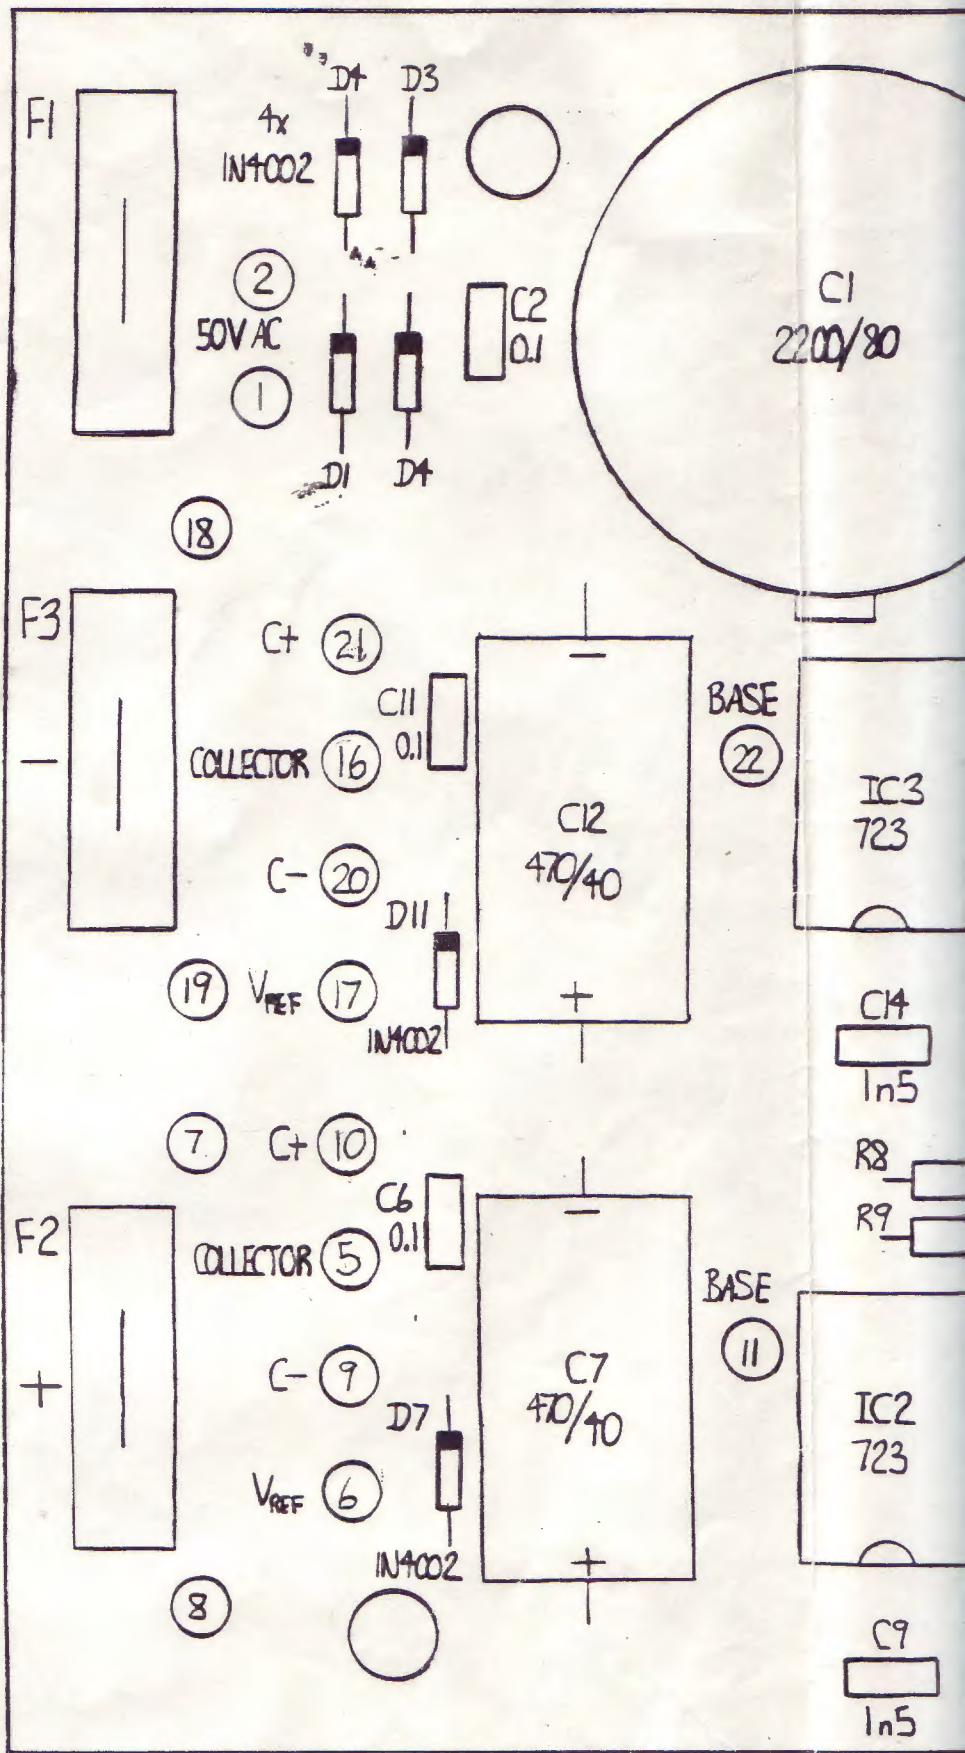 F1
D4 D3
4x
1N4002
2
50V AC
1
C2
0.1
C1
2200/80
D1 D4
18
F3
−
C+ 21
C11
0.1
COLLECTOR 16
BASE
22
IC3
723
C12
470/40
−
+
C- 20
D11
19 VREF 17
1N4002
C14
1n5
7 C+ 10
R8
R9
F2
+
C6
0.1
COLLECTOR 5
BASE
11
C7
470/40
−
+
IC2
723
C- 9
D7
VREF 6
1N4002
8
C9
1n5